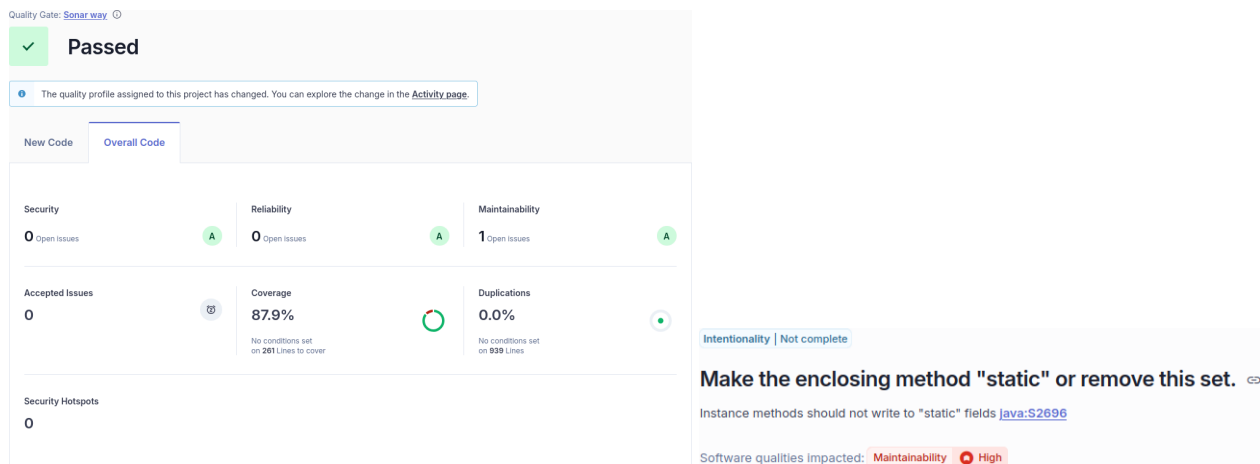 Quality Gate: Sonar way
Passed
The quality profile assigned to this project has changed. You can explore the change in the Activity page.
New Code
Overall Code
Security
0 Open issues
A
Reliability
0 Open issues
A
Maintainability
1 Open issues
A
Accepted Issues
0
Coverage
87.9%
No conditions set
on 261 Lines to cover
Duplications
0.0%
No conditions set
on 939 Lines
Security Hotspots
0
Intentionality | Not complete
Make the enclosing method "static" or remove this set.
Instance methods should not write to "static" fields java:S2696
Software qualities impacted: Maintainability High